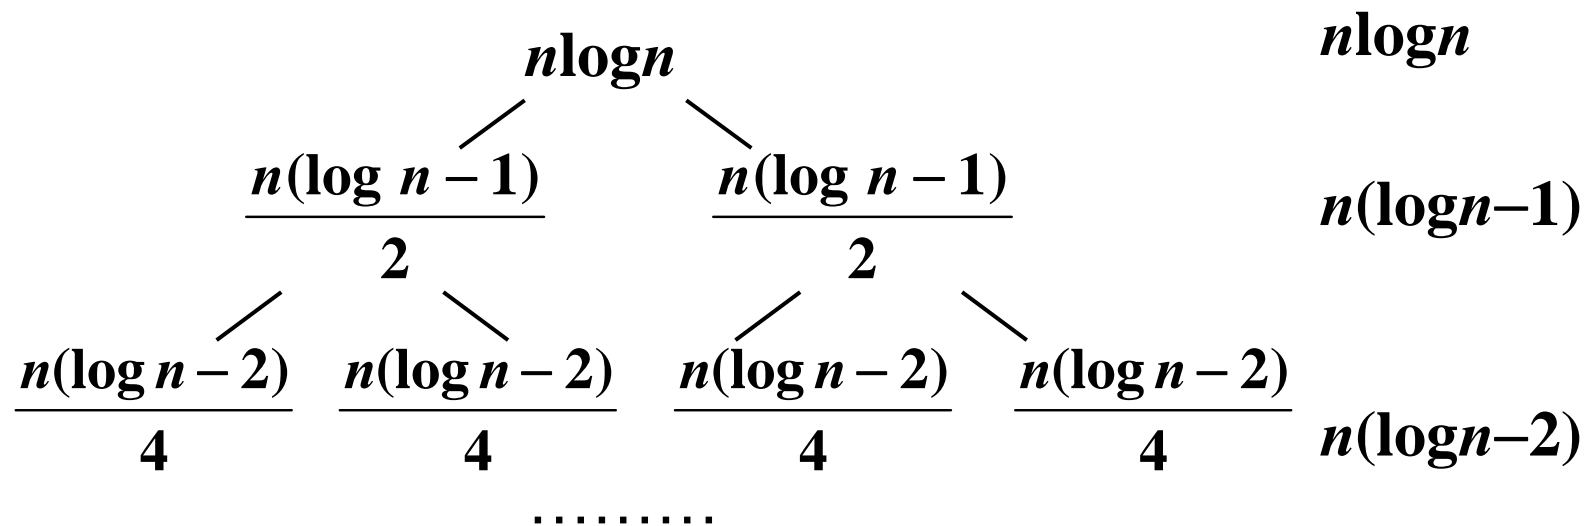 nlogn nlogn
n(log n − 1) n(log n − 1) n(logn−1)
2 2
n(log n − 2) n(log n − 2) n(log n − 2) n(log n − 2) n(logn−2)
4 4 4 4
.........